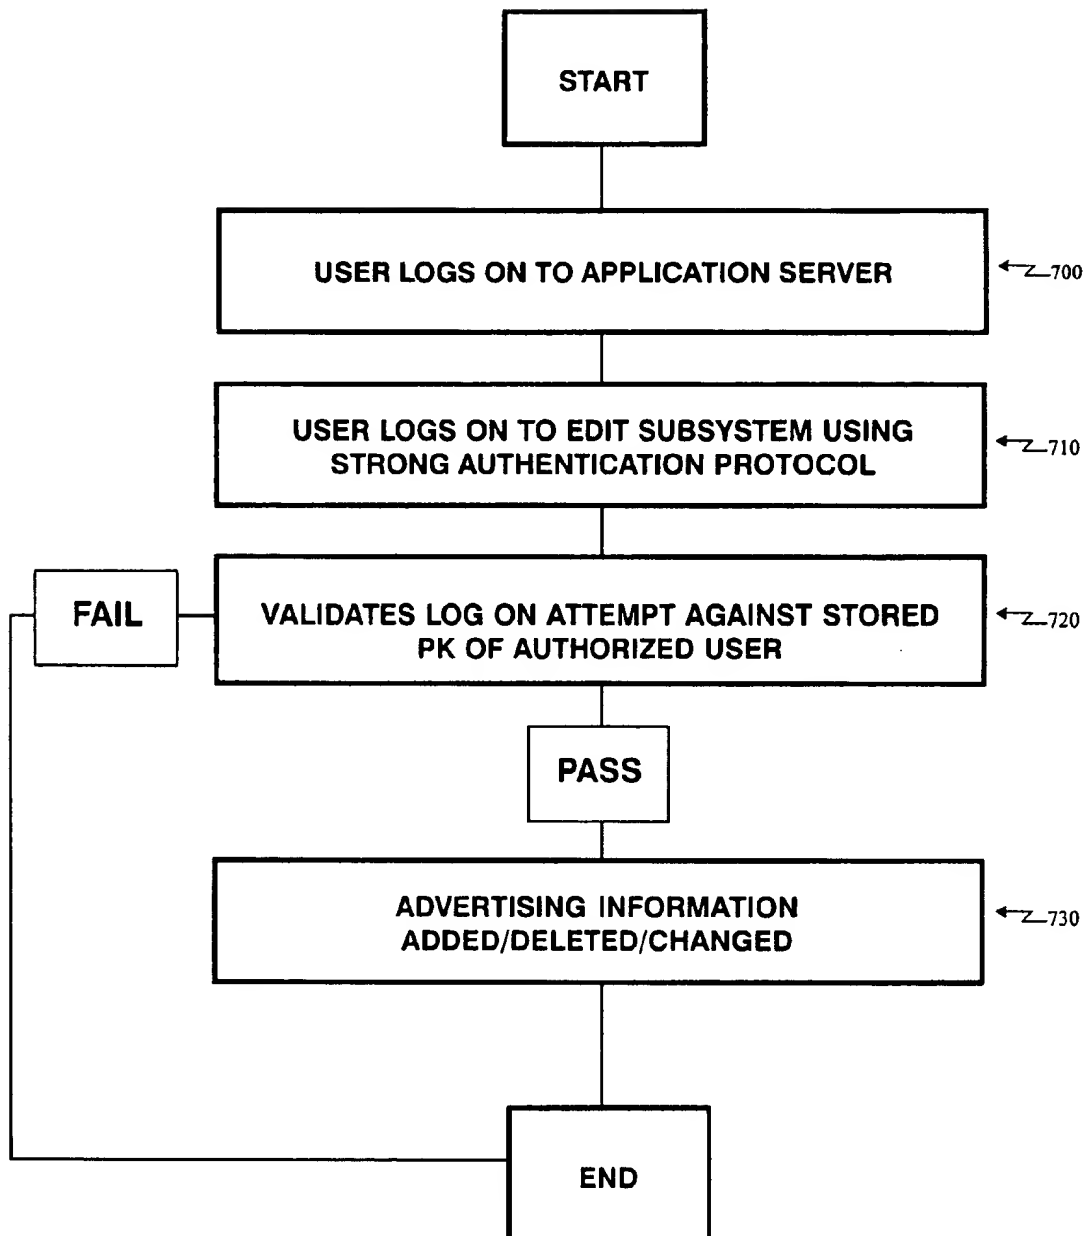 START
USER LOGS ON TO APPLICATION SERVER
700
USER LOGS ON TO EDIT SUBSYSTEM USING
STRONG AUTHENTICATION PROTOCOL
710
FAIL
VALIDATES LOG ON ATTEMPT AGAINST STORED
PK OF AUTHORIZED USER
720
PASS
ADVERTISING INFORMATION
ADDED/DELETED/CHANGED
730
END